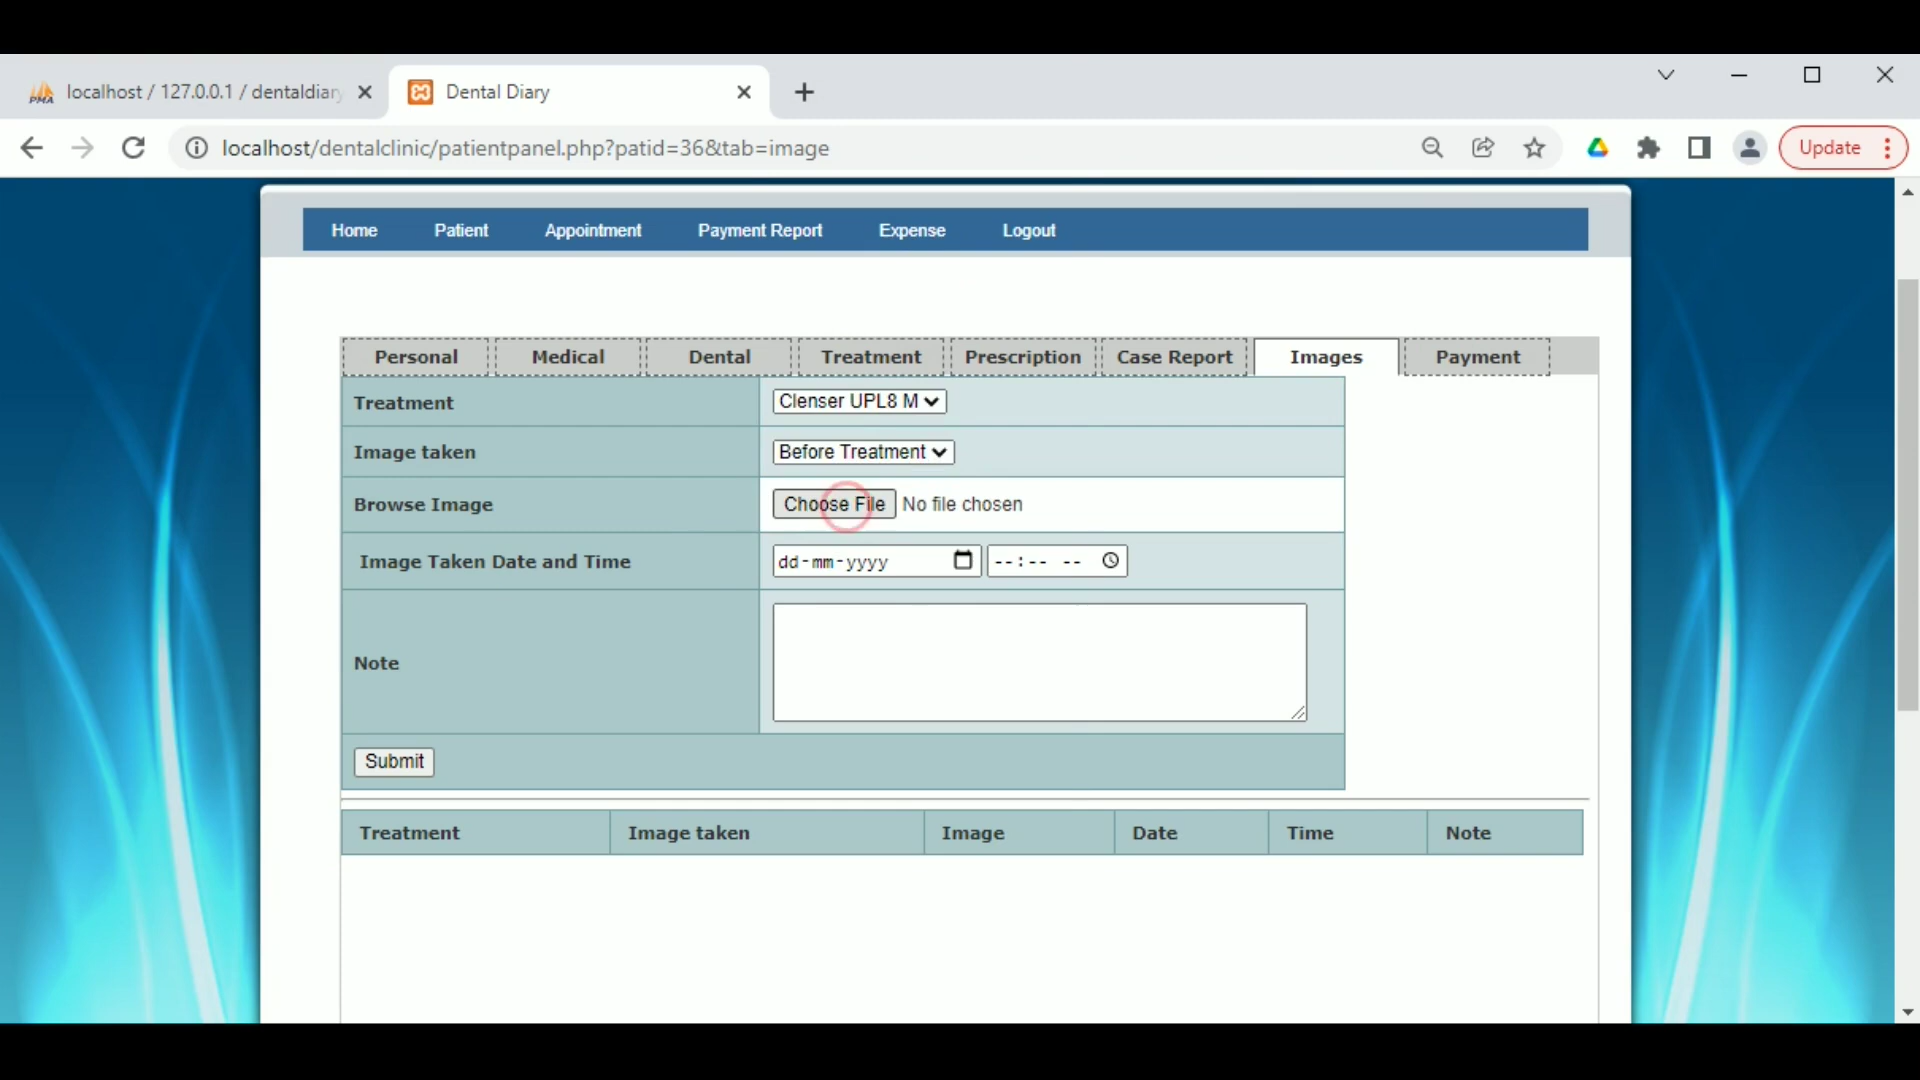 localhost / 127.0.0.1 / dentaldiary
Dental Diary
localhost/dentalclinic/patientpanel.php?patid=36&tab=image
Update
Home Patient Appointment Payment Report Expense Logout
Personal Medical Dental Treatment Prescription Case Report Images Payment
Treatment Clenser UPL8 M
Image taken Before Treatment
Browse Image Choose File No file chosen
Image Taken Date and Time dd-mm-yyyy --:-- --
Note
Submit
Treatment Image taken Image Date Time Note